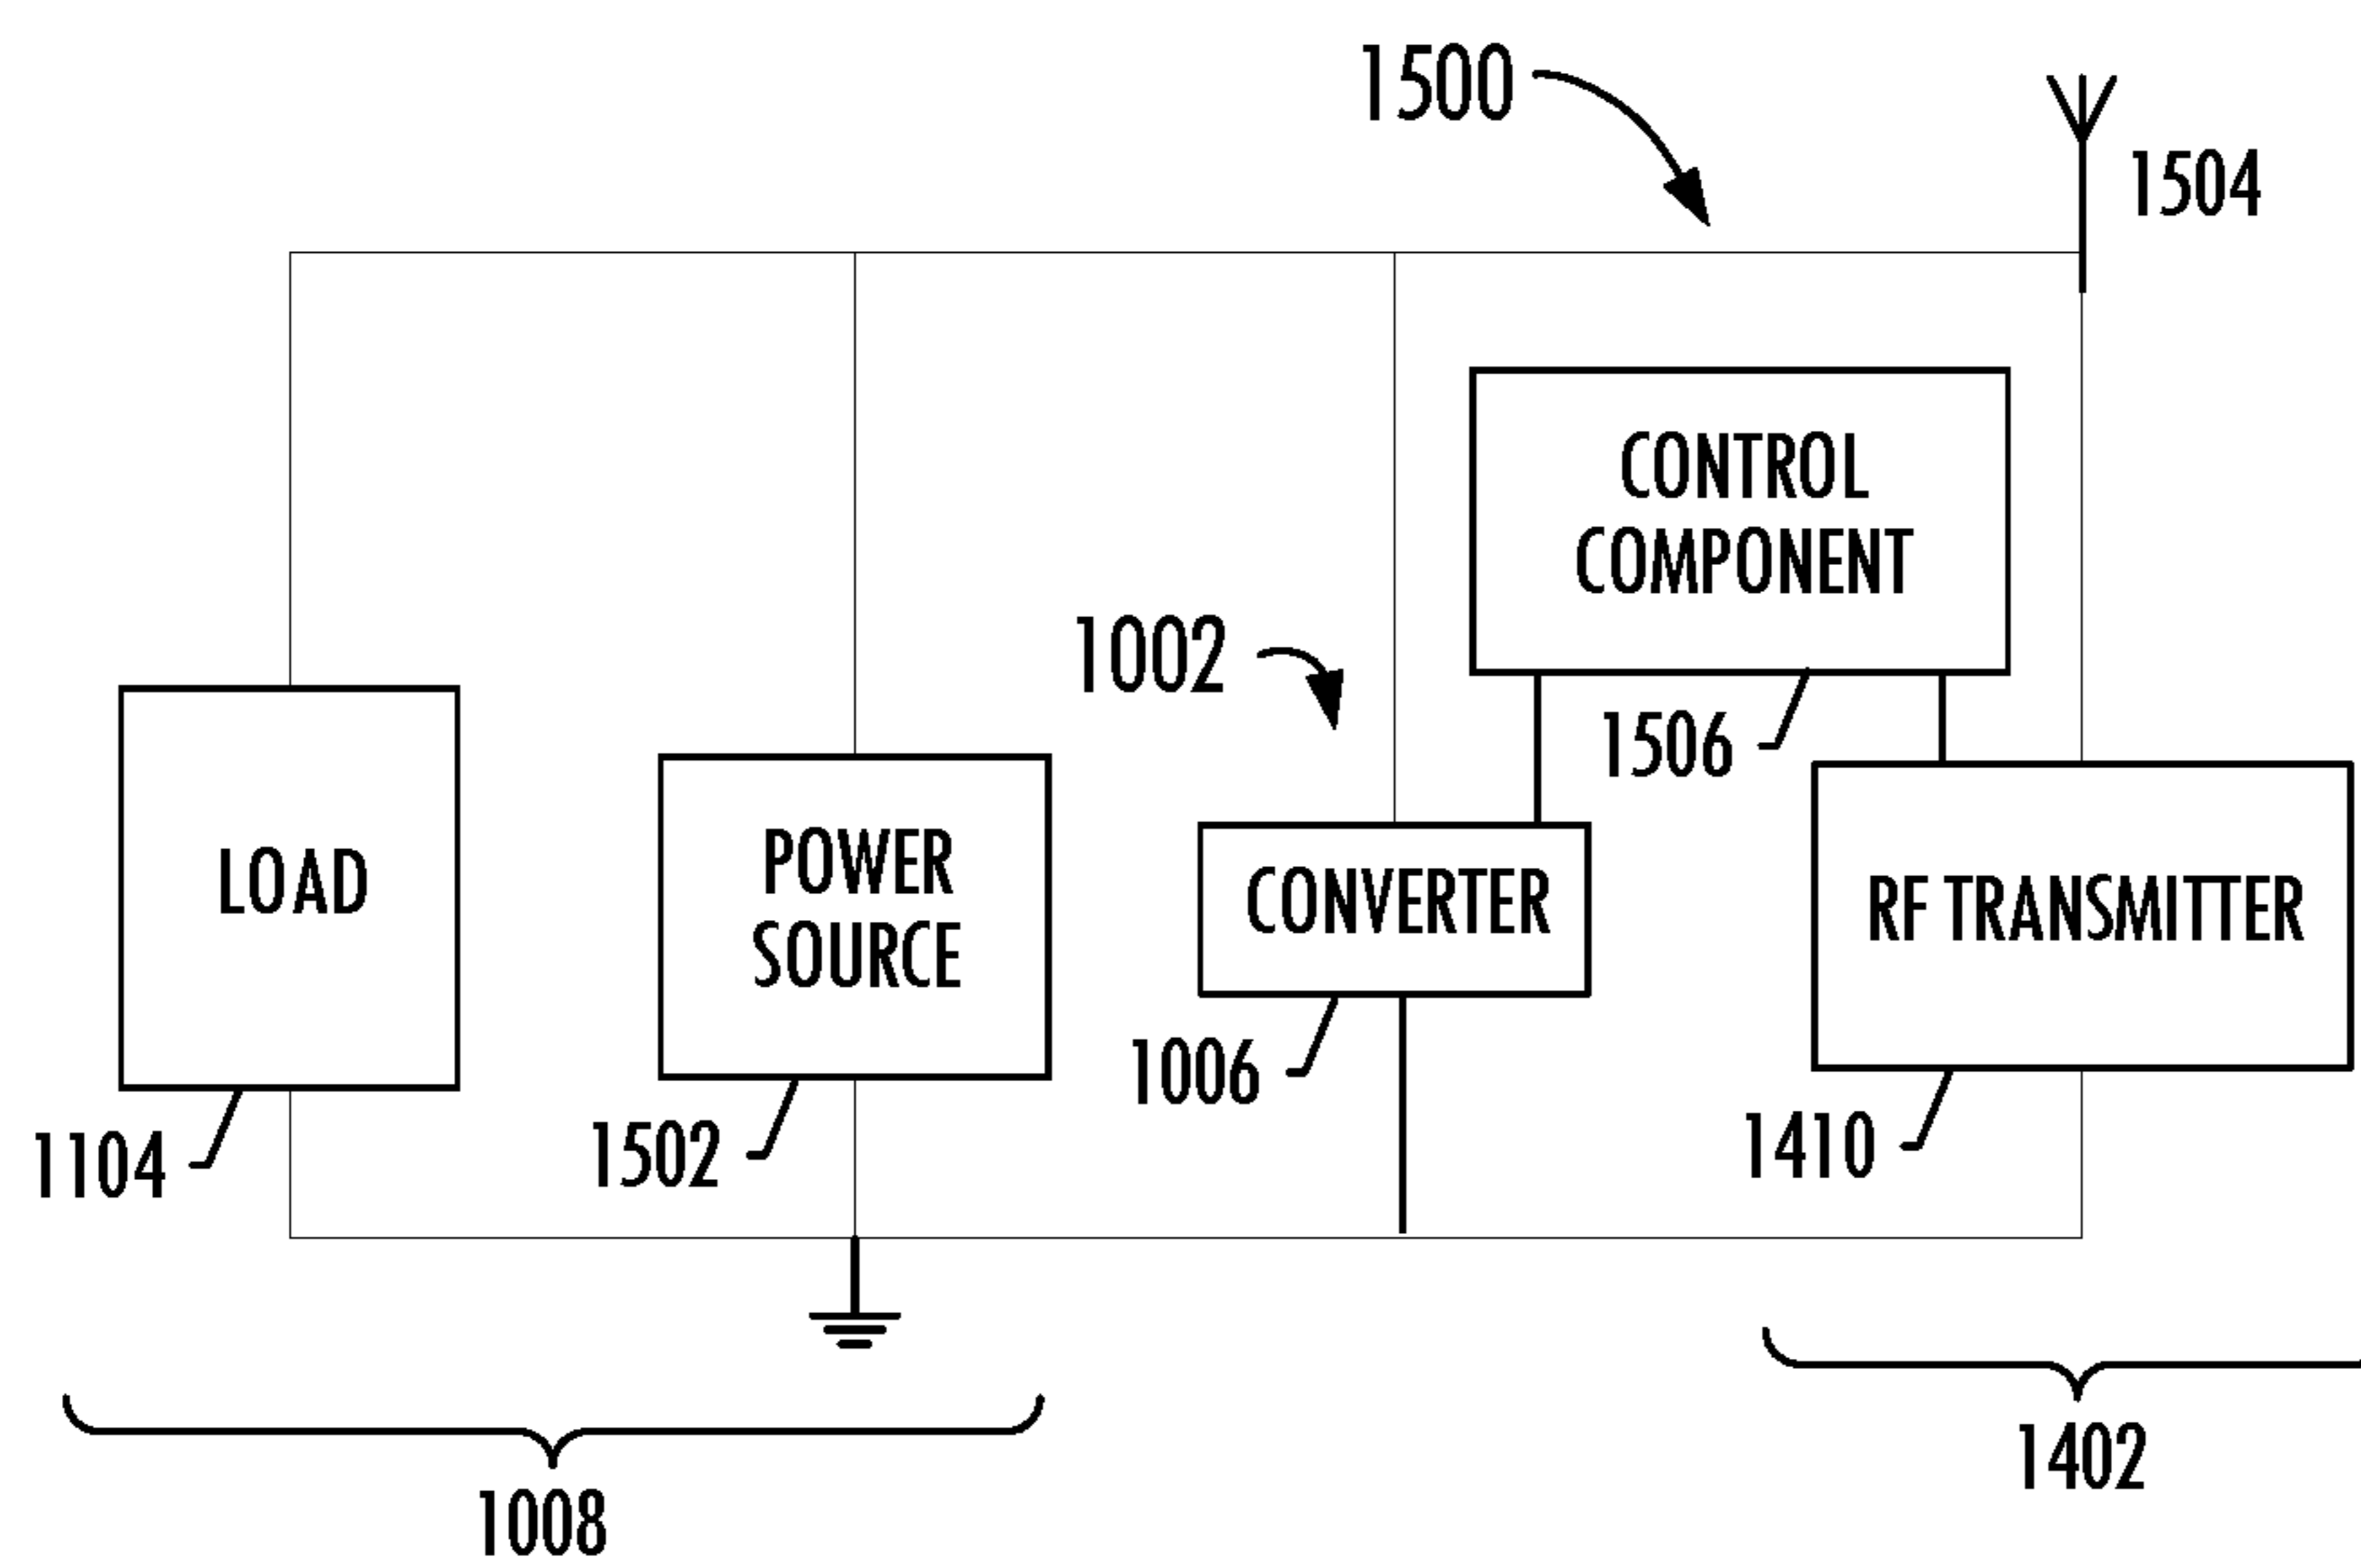 1500
1504
CONTROL
COMPONENT
1002
1506
LOAD
POWER
SOURCE
CONVERTER
RF TRANSMITTER
1006
1104
1502
1410
1402
1008